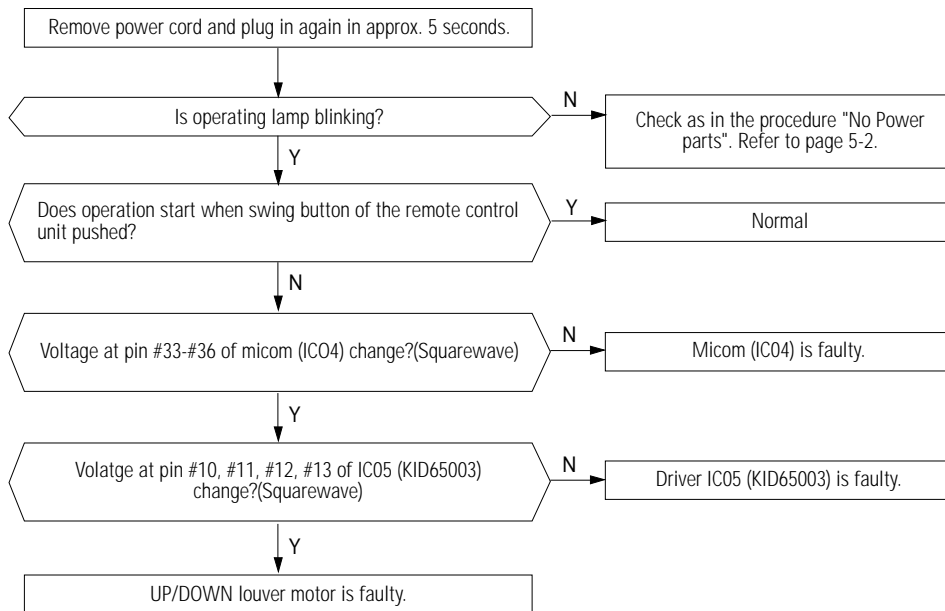 Remove power cord and plug in again in approx. 5 seconds.
Is operating lamp blinking?
N
Check as in the procedure "No Power
parts". Refer to page 5-2.
Y
Does operation start when swing button of the remote control
unit pushed?
Y
Normal
N
Voltage at pin #33-#36 of micom (ICO4) change?(Squarewave)
N
Micom (IC04) is faulty.
Y
Volatge at pin #10, #11, #12, #13 of IC05 (KID65003)
change?(Squarewave)
N
Driver IC05 (KID65003) is faulty.
Y
UP/DOWN louver motor is faulty.